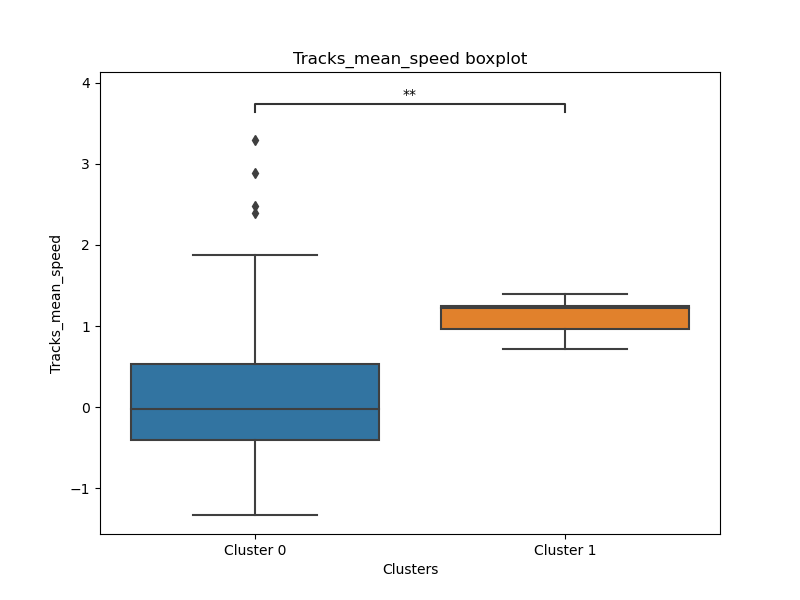 Tracks_mean_speed boxplot
**
4
3
2
1
0
−1
Tracks_mean_speed
Cluster 0
Cluster 1
Clusters